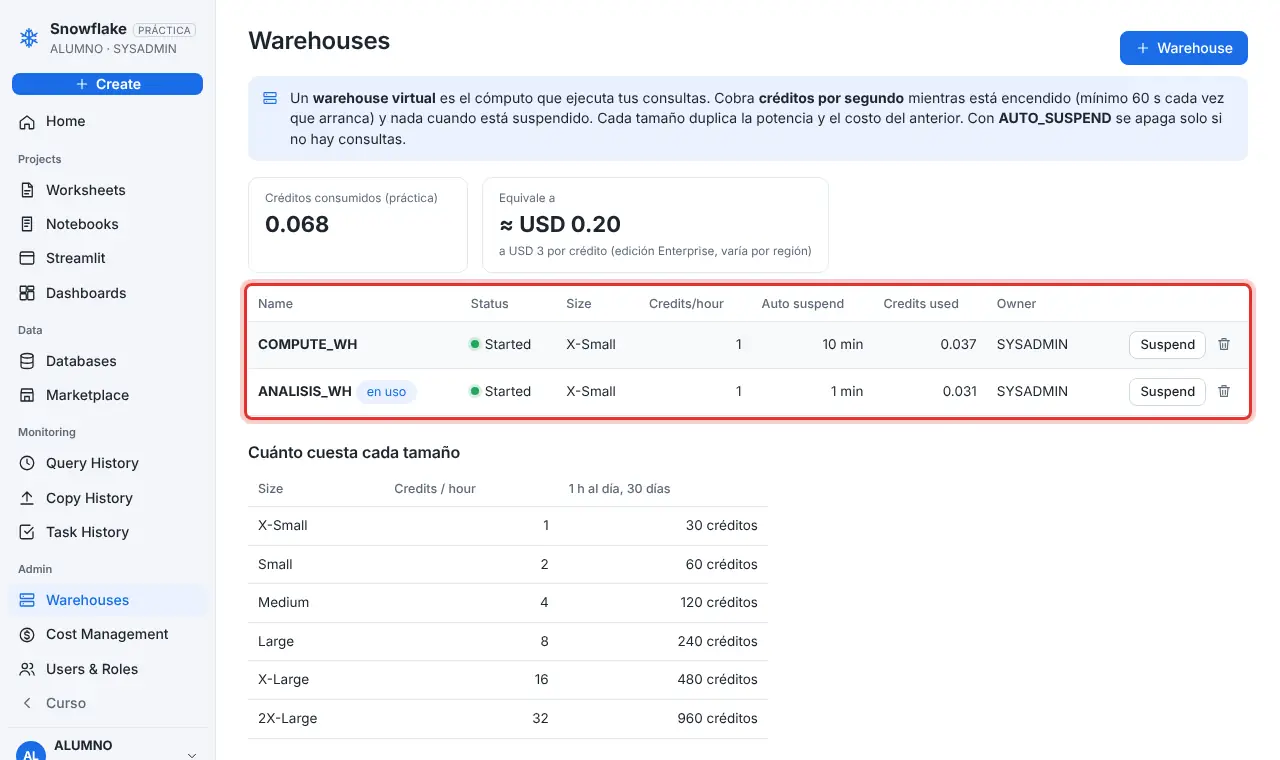 Snowflake PRÁCTICA
ALUMNO · SYSADMIN
+ Create
Home
Projects
Worksheets
Notebooks
Streamlit
Dashboards
Data
Databases
Marketplace
Monitoring
Query History
Copy History
Task History
Admin
Warehouses
Cost Management
Users & Roles
Curso
AL ALUMNO
Warehouses
+ Warehouse
Un warehouse virtual es el cómputo que ejecuta tus consultas. Cobra créditos por segundo mientras está encendido (mínimo 60 s cada vez
que arranca) y nada cuando está suspendido. Cada tamaño duplica la potencia y el costo del anterior. Con AUTO_SUSPEND se apaga solo si
no hay consultas.
Créditos consumidos (práctica)
0.068
Equivale a
≈ USD 0.20
a USD 3 por crédito (edición Enterprise, varía por región)
Name Status Size Credits/hour Auto suspend Credits used Owner
COMPUTE_WH Started X-Small 1 10 min 0.037 SYSADMIN Suspend
ANALISIS_WH en uso Started X-Small 1 1 min 0.031 SYSADMIN Suspend
Cuánto cuesta cada tamaño
Size Credits / hour 1 h al día, 30 días
X-Small 1 30 créditos
Small 2 60 créditos
Medium 4 120 créditos
Large 8 240 créditos
X-Large 16 480 créditos
2X-Large 32 960 créditos